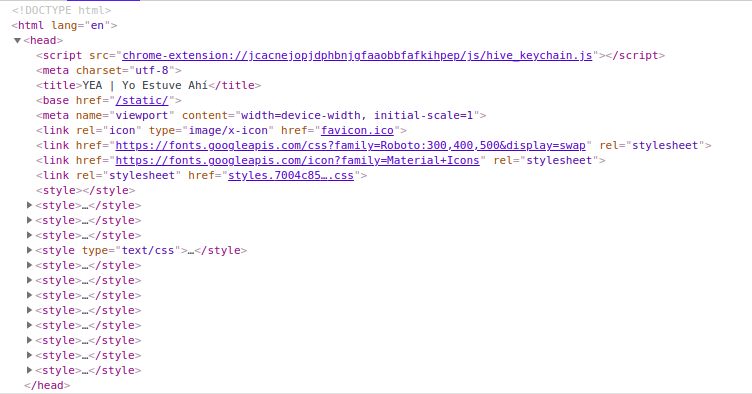 <!DOCTYPE html>
<html lang="en">
<head>
<script src="chrome-extension://jcacnejopjdphbnjgfaaobbfafkihpep/js/hive_keychain.js"></script>
<meta charset="utf-8">
<title>YEA | Yo Estuve Ahí</title>
<base href="/static/">
<meta name="viewport" content="width=device-width, initial-scale=1">
<link rel="icon" type="image/x-icon" href="favicon.ico">
<link href="https://fonts.googleapis.com/css?family=Roboto:300,400,500&display=swap" rel="stylesheet">
<link href="https://fonts.googleapis.com/icon?family=Material+Icons" rel="stylesheet">
<link rel="stylesheet" href="styles.7004c85….css">
<style></style>
<style>…</style>
<style>…</style>
<style>…</style>
<style type="text/css">…</style>
<style>…</style>
<style>…</style>
<style>…</style>
<style>…</style>
<style>…</style>
<style>…</style>
<style>…</style>
<style>…</style>
</head>